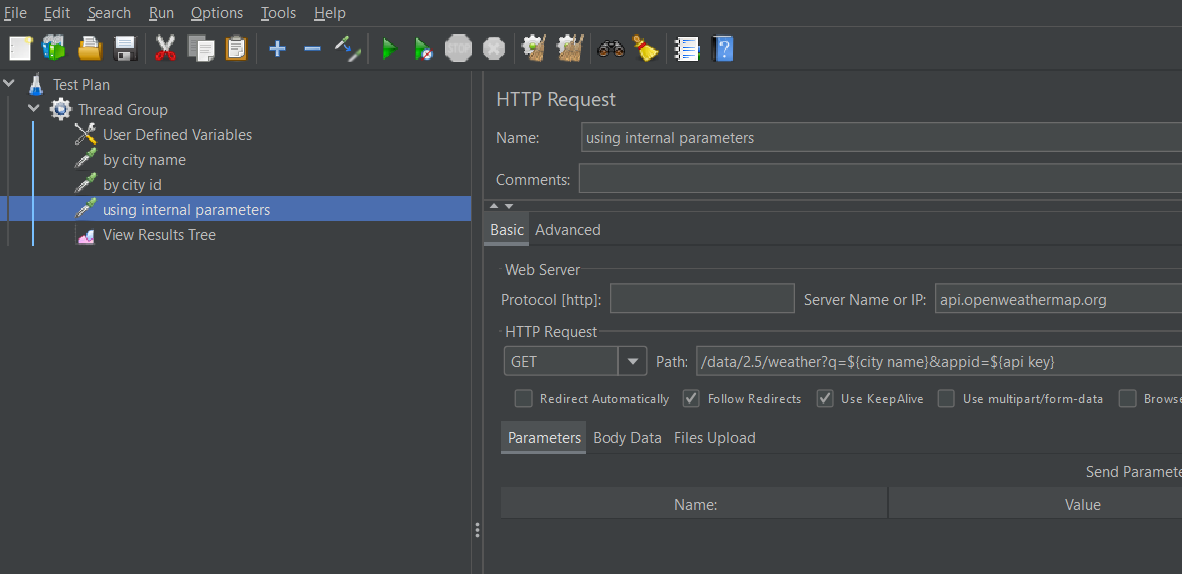 File Edit Search Run Options Tools Help
STOP
Test Plan
Thread Group
User Defined Variables
by city name
by city id
using internal parameters
View Results Tree
HTTP Request
Name: using internal parameters
Comments:
Basic Advanced
Web Server
Protocol [http]: Server Name or IP: api.openweathermap.org
HTTP Request
GET Path: /data/2.5/weather?q=${city name}&appid=${api key}
Redirect Automatically Follow Redirects Use KeepAlive Use multipart/form-data Browse
Parameters Body Data Files Upload
Send Paramete
Name: Value